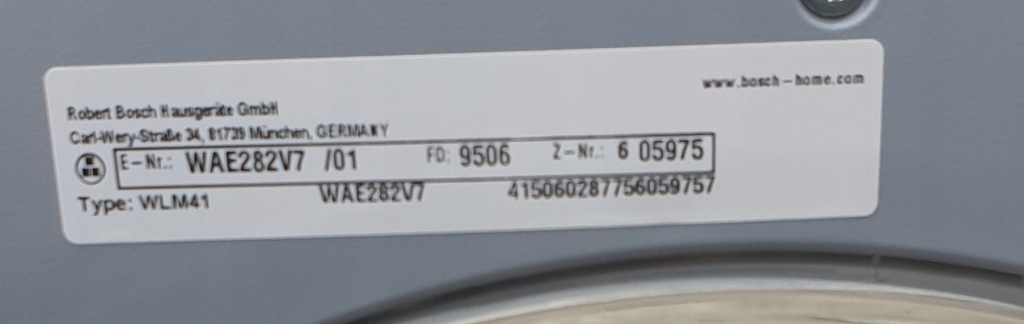 www.bosch-home.com
Robert Bosch Hausgeräte GmbH
Carl-Wery-Straße 34, 81739 München, GERMANY
E-Nr.: WAE282V7 /01 FD: 9506 Z-Nr.: 6 05975
Type: WLM41 WAE282V7 415060287756059757